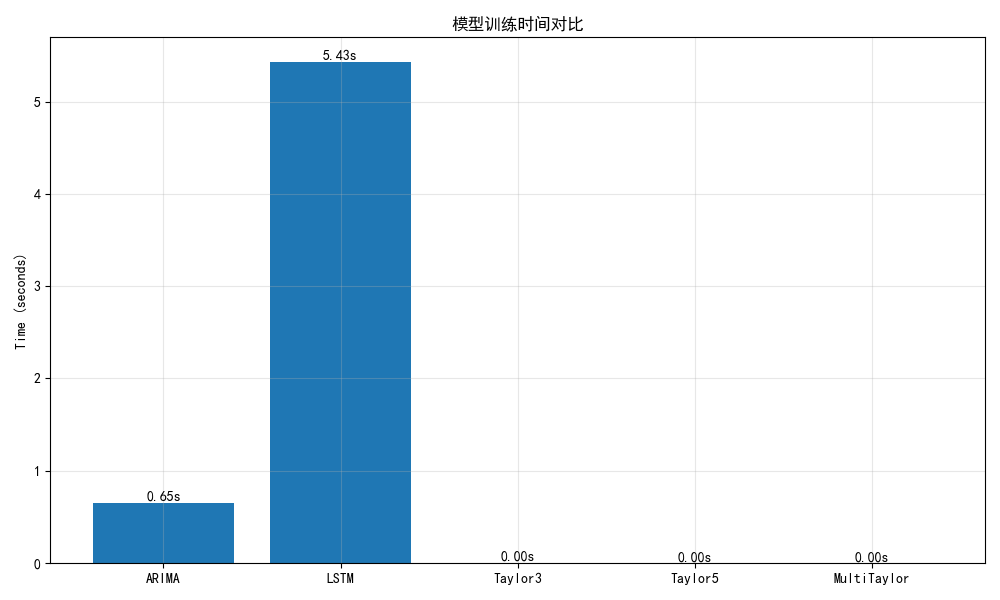 模型训练时间对比
Time (seconds)
5
4
3
2
1
0
0.65s
5.43s
0.00s
0.00s
0.00s
ARIMA
LSTM
Taylor3
Taylor5
MultiTaylor